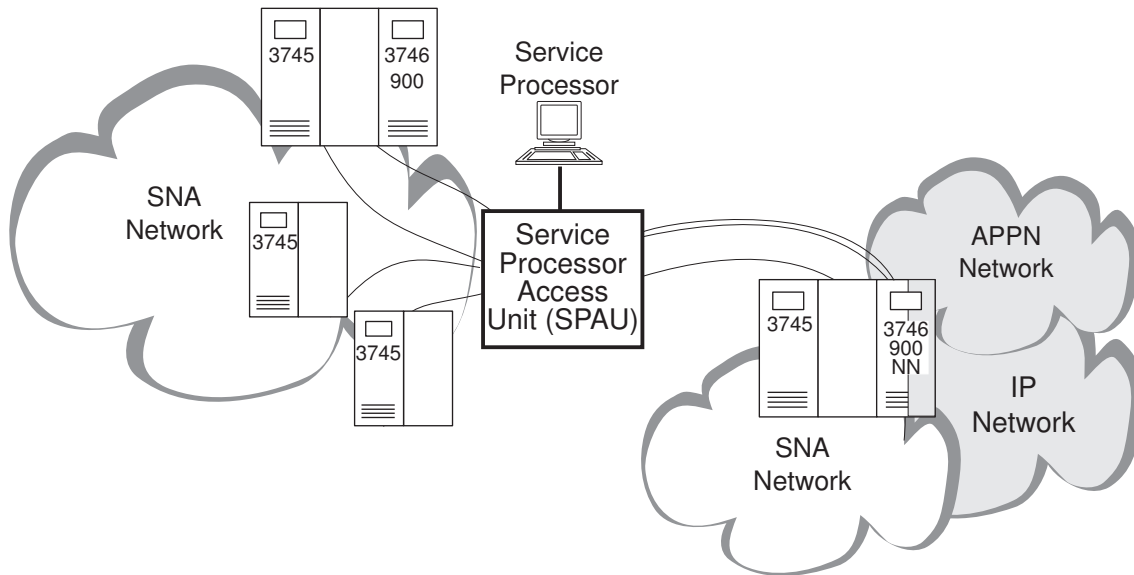 3745
3746
900
Service
Processor
SNA
Network
3745
3745
Service
Processor
Access
Unit (SPAU)
APPN
Network
3745
3746
900
NN
IP
Network
SNA
Network